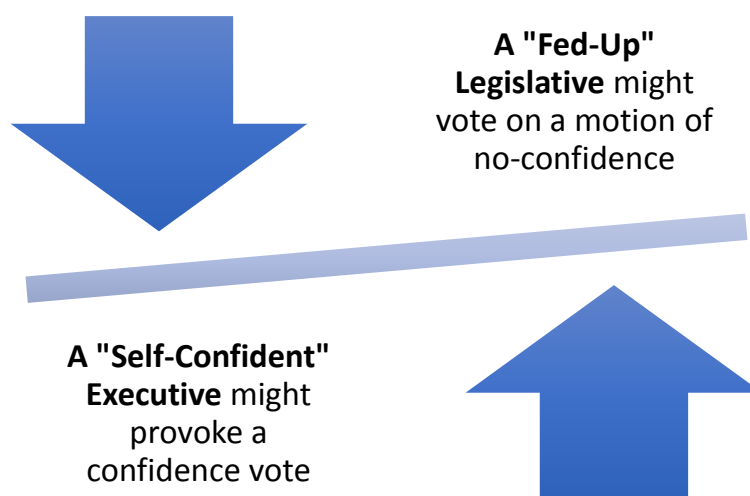 A "Fed-Up"
Legislative might
vote on a motion of
no-confidence
A "Self-Confident"
Executive might
provoke a
confidence vote